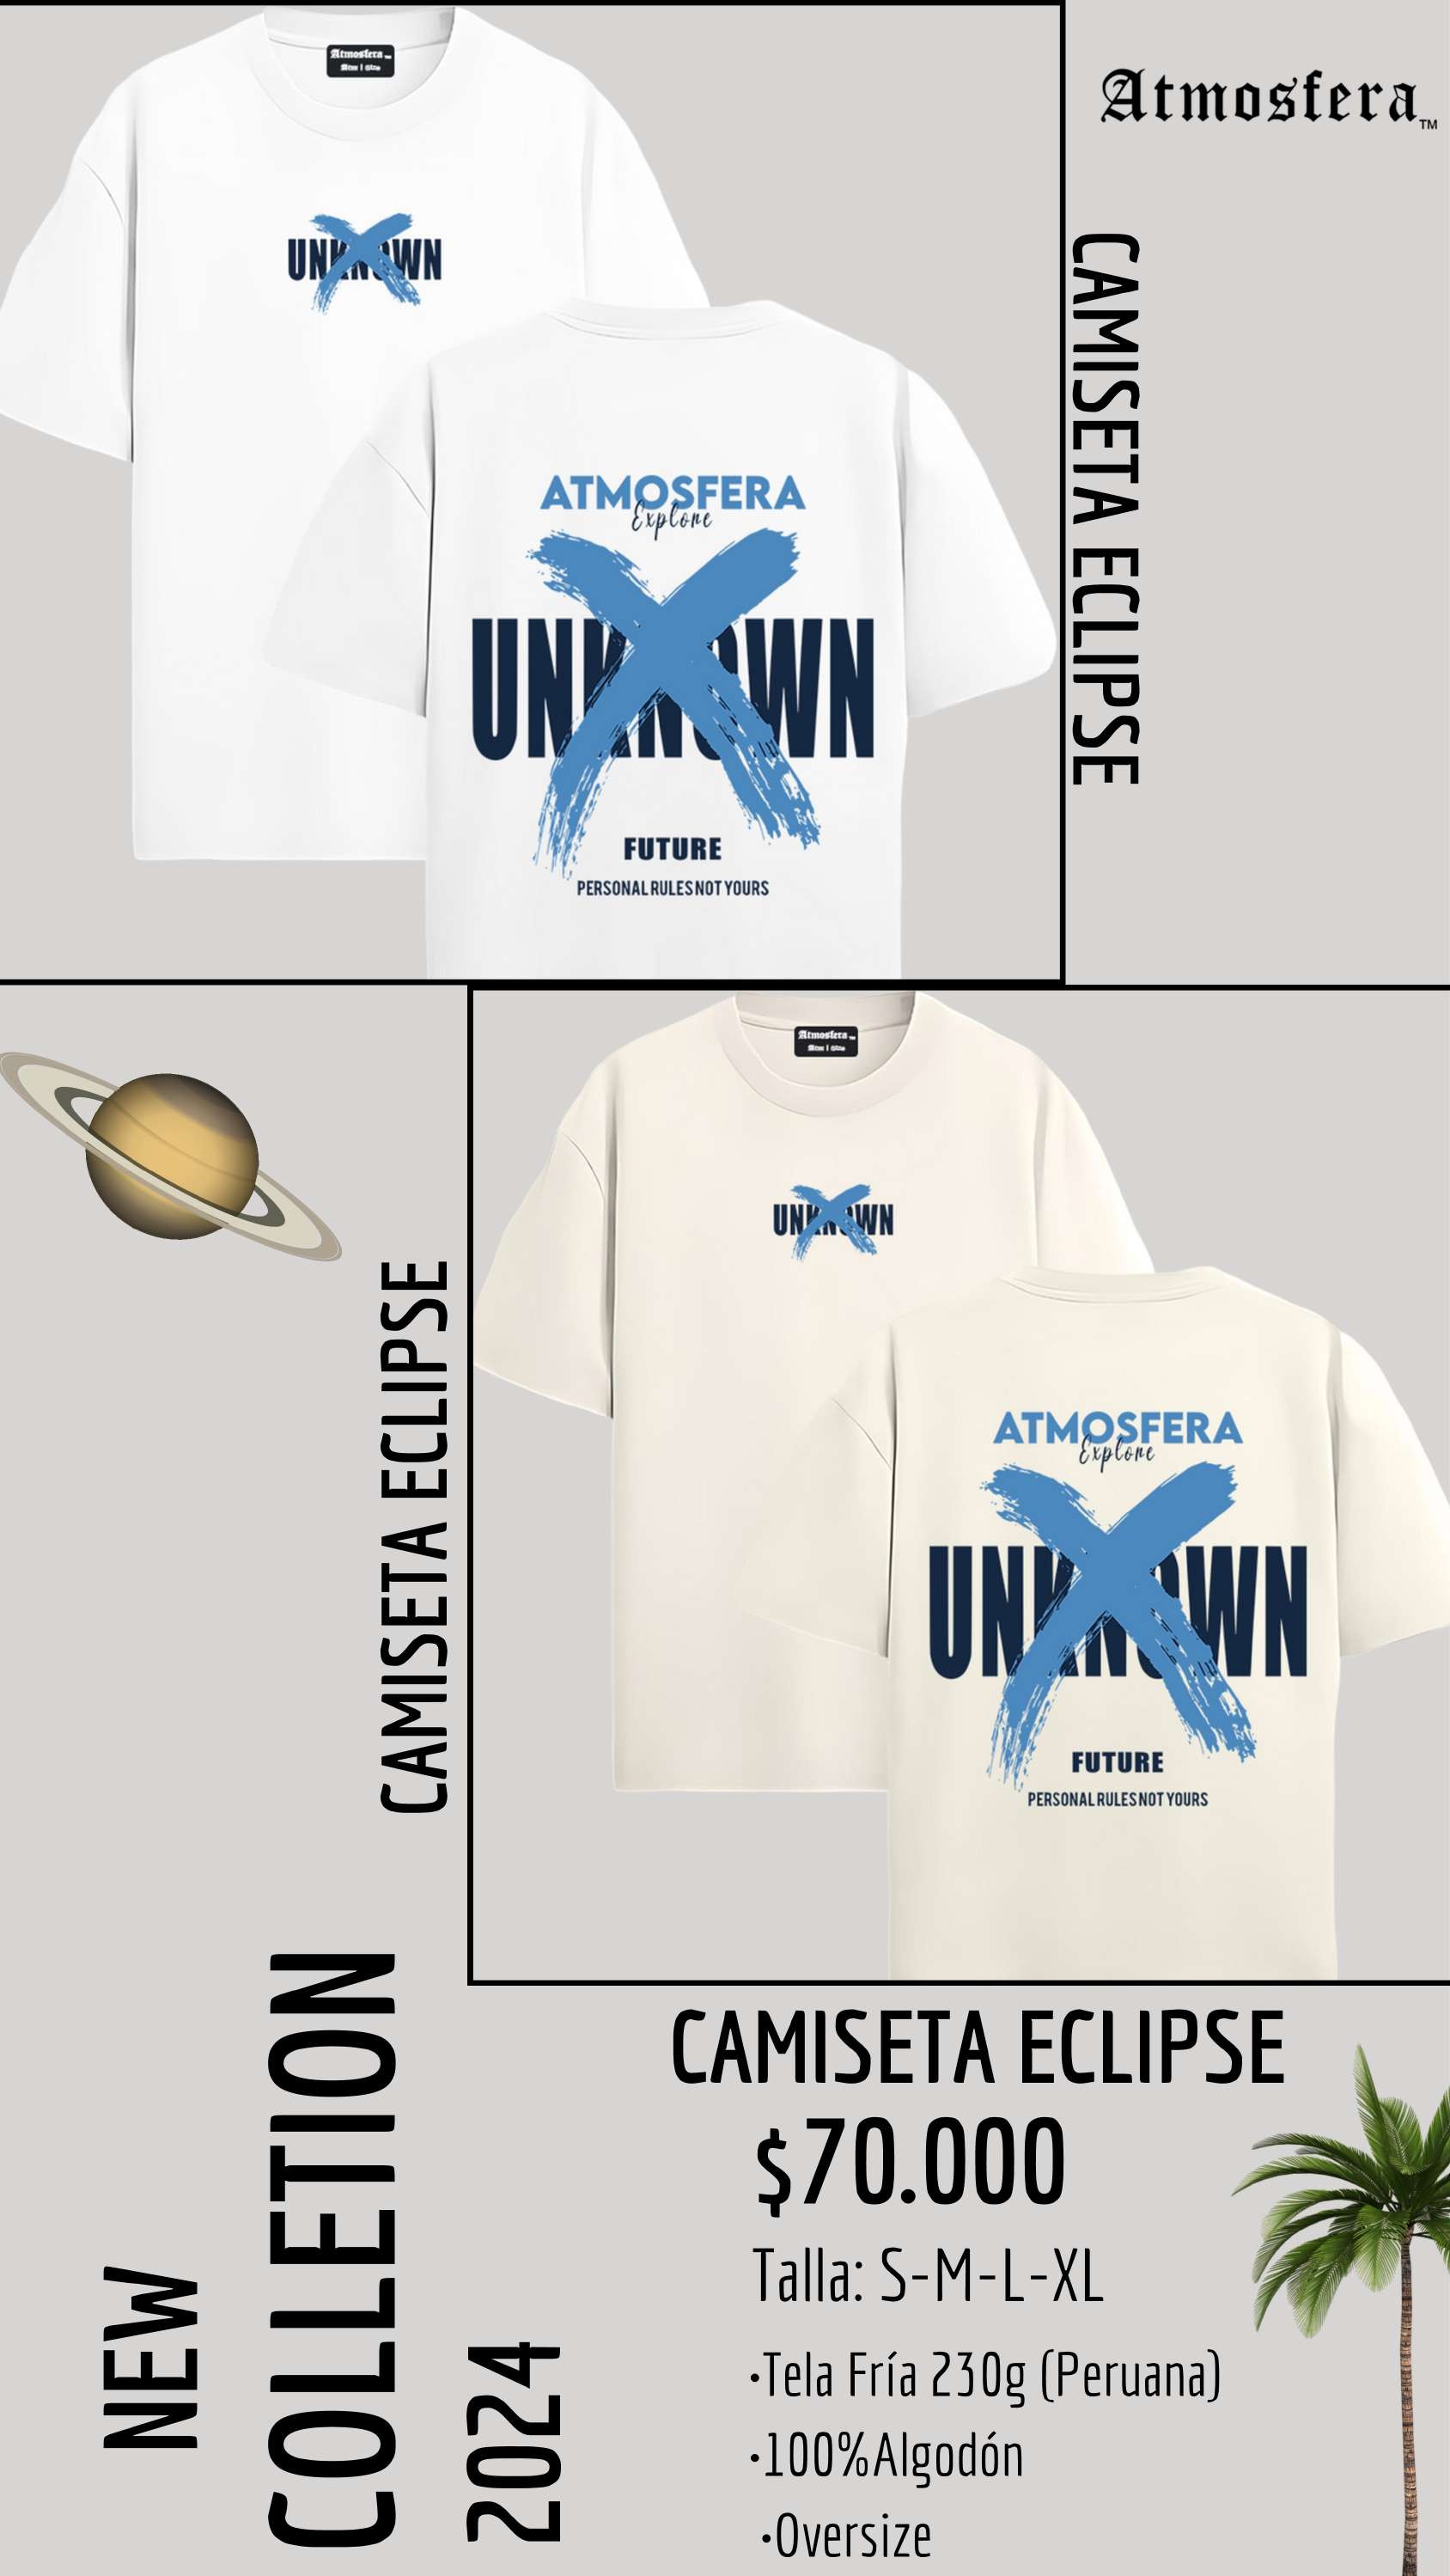 Atmosfera™
Atmosfera™
UNKNOWN
CAMISETA ECLIPSE
ATMOSFERA
Explore
UNKNOWN
FUTURE
PERSONAL RULES NOT YOURS
Atmosfera™
UNKNOWN
CAMISETA ECLIPSE
ATMOSFERA
Explore
UNKNOWN
FUTURE
PERSONAL RULES NOT YOURS
NEW
COLLETION
2024
CAMISETA ECLIPSE
$70.000
Talla: S-M-L-XL
•Tela Fría 230g (Peruana)
•100%Algodón
•Oversize